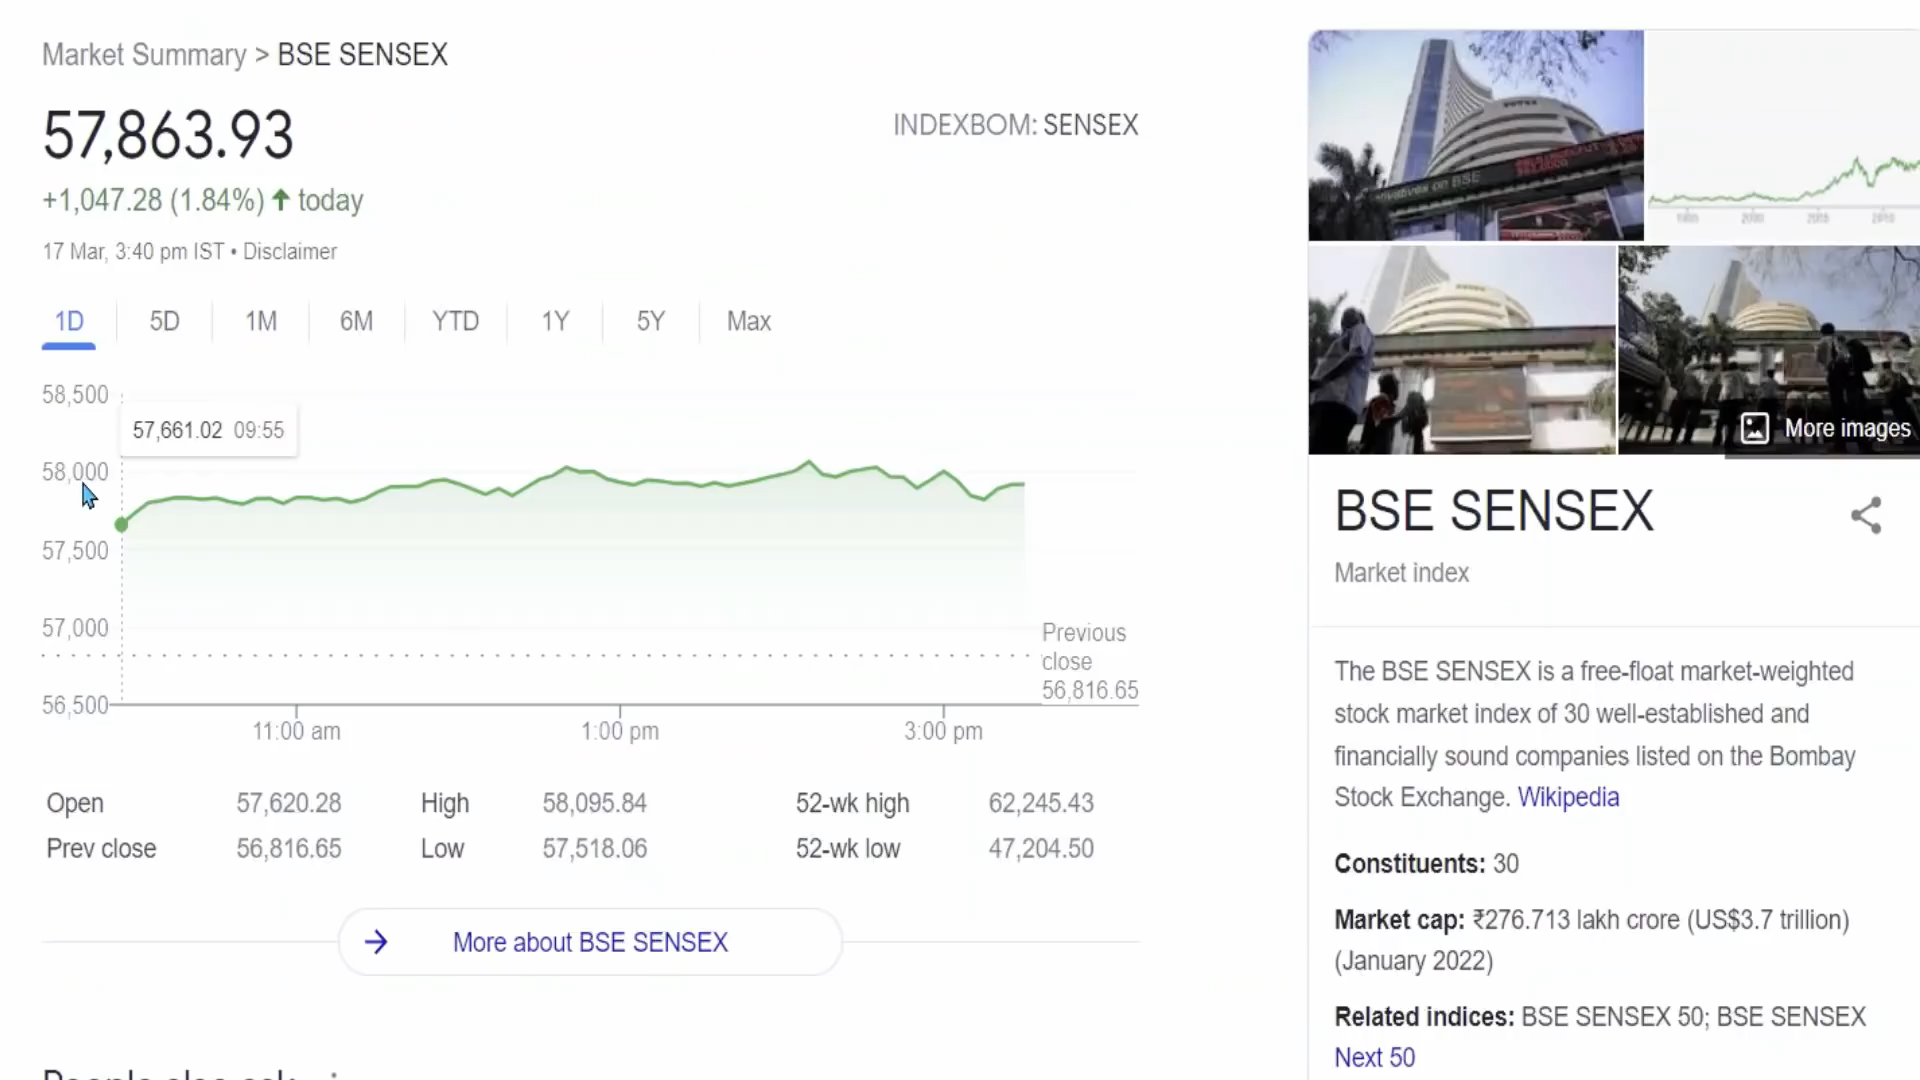 Market Summary > BSE SENSEX
57,863.93
INDEXBOM: SENSEX
+1,047.28 (1.84%) ↑ today
17 Mar, 3:40 pm IST • Disclaimer
1D 5D 1M 6M YTD 1Y 5Y Max
58,500
57,661.02 09:55
58,000
57,500
57,000
Previous
close
56,816.65
56,500
11:00 am 1:00 pm 3:00 pm
Open 57,620.28 High 58,095.84 52-wk high 62,245.43
Prev close 56,816.65 Low 57,518.06 52-wk low 47,204.50
More about BSE SENSEX
People also ask
1995 2000 2005 2010
More images
BSE SENSEX
Market index
The BSE SENSEX is a free-float market-weighted
stock market index of 30 well-established and
financially sound companies listed on the Bombay
Stock Exchange. Wikipedia
Constituents: 30
Market cap: ₹276.713 lakh crore (US$3.7 trillion)
(January 2022)
Related indices: BSE SENSEX 50; BSE SENSEX
Next 50